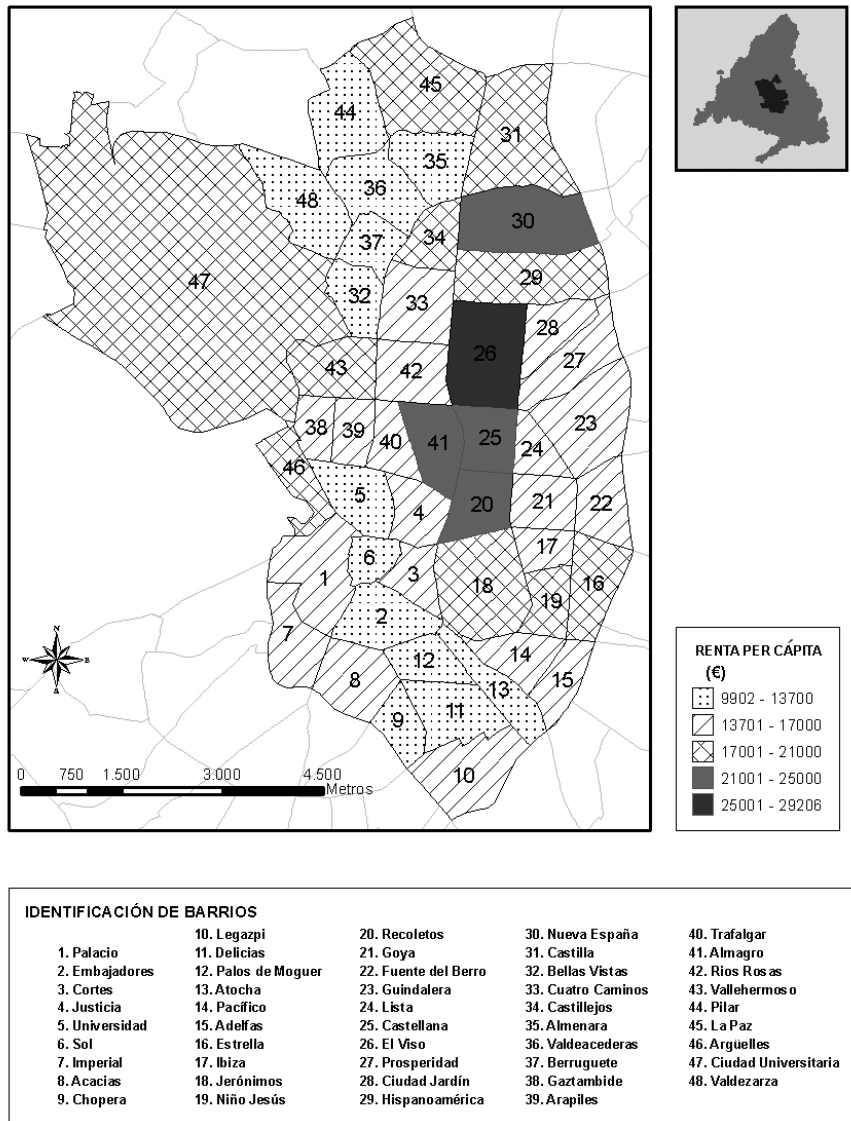 45
44
31
35
36
48
30
34
37
47
29
32
33
28
26
43
27
42
23
38
39
40
41
25
24
46
5
20
21
22
4
17
6
3
1
18
19
16
2
7
12
14
8
13
15
9
11
10
N
W
E
S
0 750 1.500 3.000 4.500
Metros
RENTA PER CÁPITA
(€)
9902 - 13700
13701 - 17000
17001 - 21000
21001 - 25000
25001 - 29206
IDENTIFICACIÓN DE BARRIOS
1. Palacio
2. Embajadores
3. Cortes
4. Justicia
5. Universidad
6. Sol
7. Imperial
8. Acacias
9. Chopera
10. Legazpi
11. Delicias
12. Palos de Moguer
13. Atocha
14. Pacífico
15. Adelfas
16. Estrella
17. Ibiza
18. Jerónimos
19. Niño Jesús
20. Recoletos
21. Goya
22. Fuente del Berro
23. Guindalera
24. Lista
25. Castellana
26. El Viso
27. Prosperidad
28. Ciudad Jardín
29. Hispanoamérica
30. Nueva España
31. Castilla
32. Bellas Vistas
33. Cuatro Caminos
34. Castillejos
35. Almenara
36. Valdeacederas
37. Berruguete
38. Gaztambide
39. Arapiles
40. Trafalgar
41. Almagro
42. Rios Rosas
43. Vallehermoso
44. Pilar
45. La Paz
46. Argüelles
47. Ciudad Universitaria
48. Valdezarza